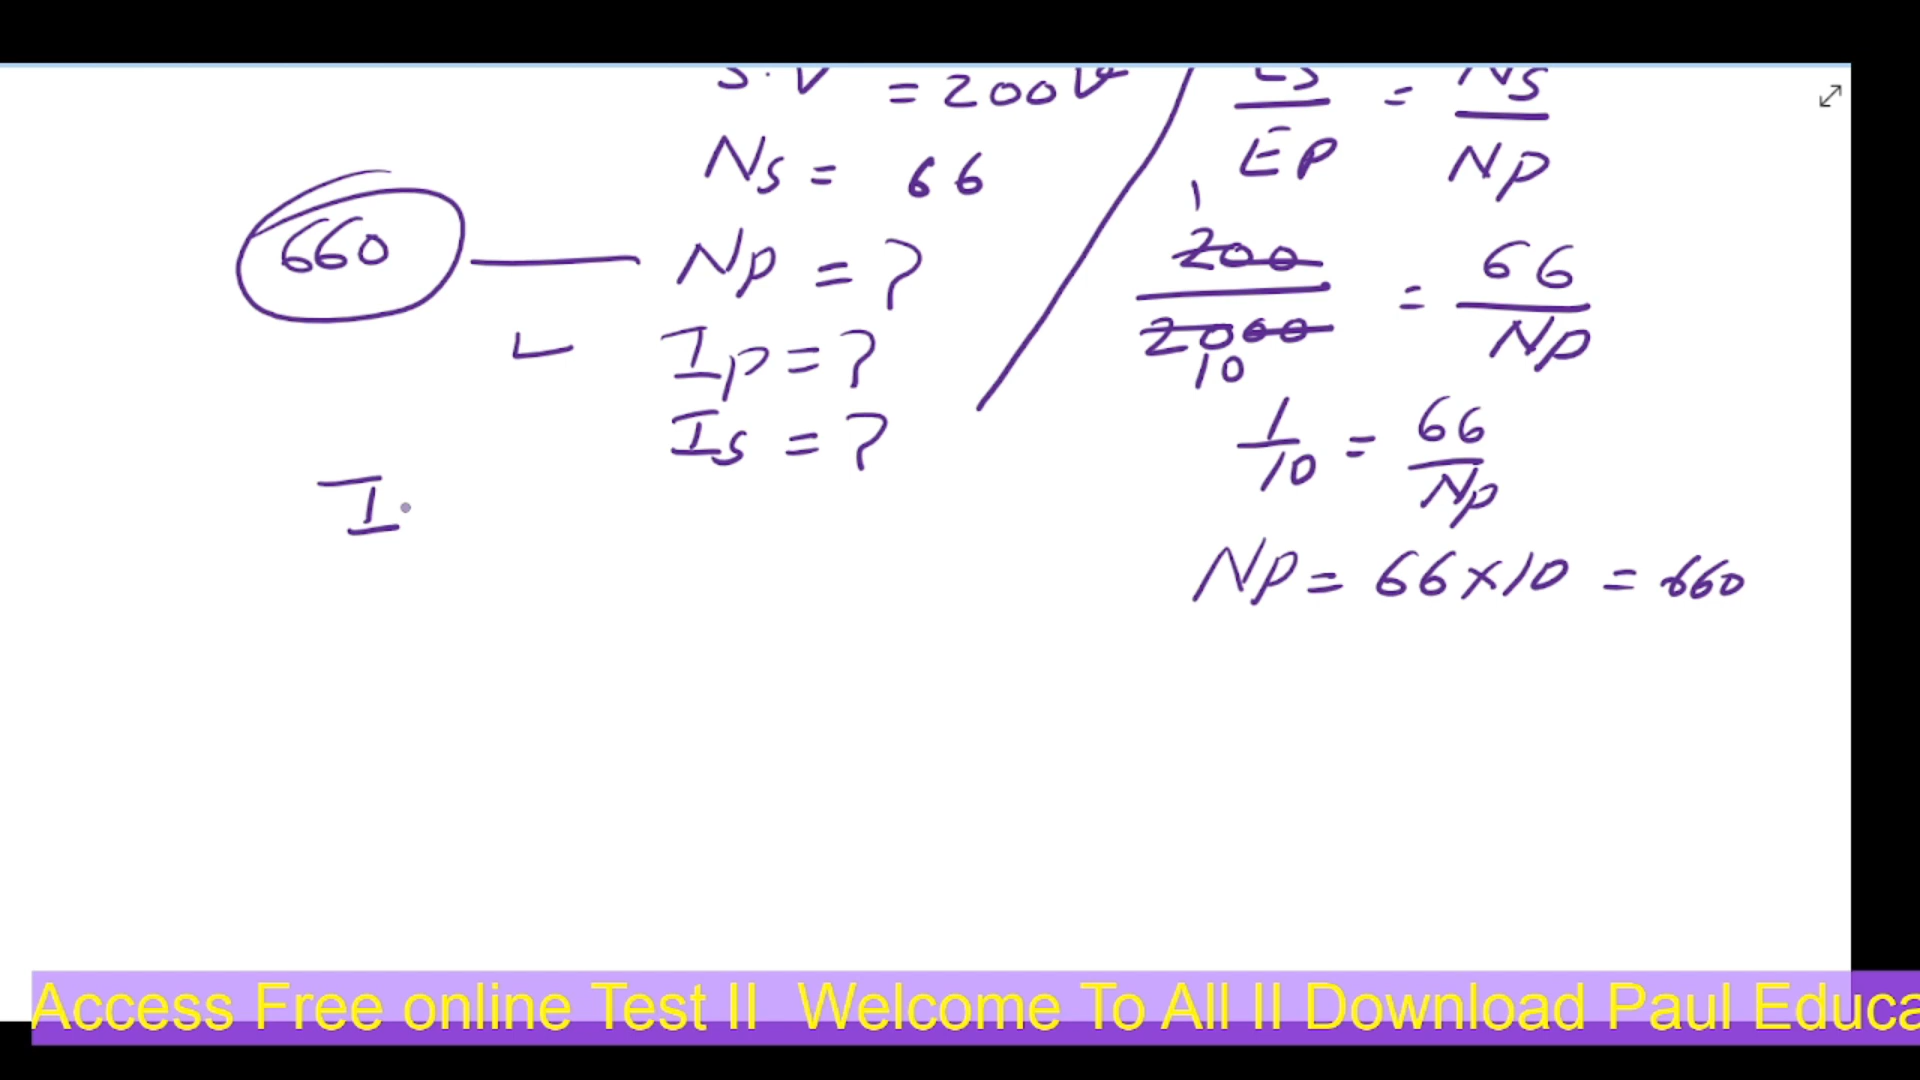 S.V = 200V
Ns = 66
660 — Np = ?
Ip = ?
Is = ?
I
Es/Ep = Ns/Np
200/2000 = 66/Np
1
10
1/10 = 66/Np
Np = 66 x 10 = 660
Access Free online Test II Welcome To All II Download Paul Educa